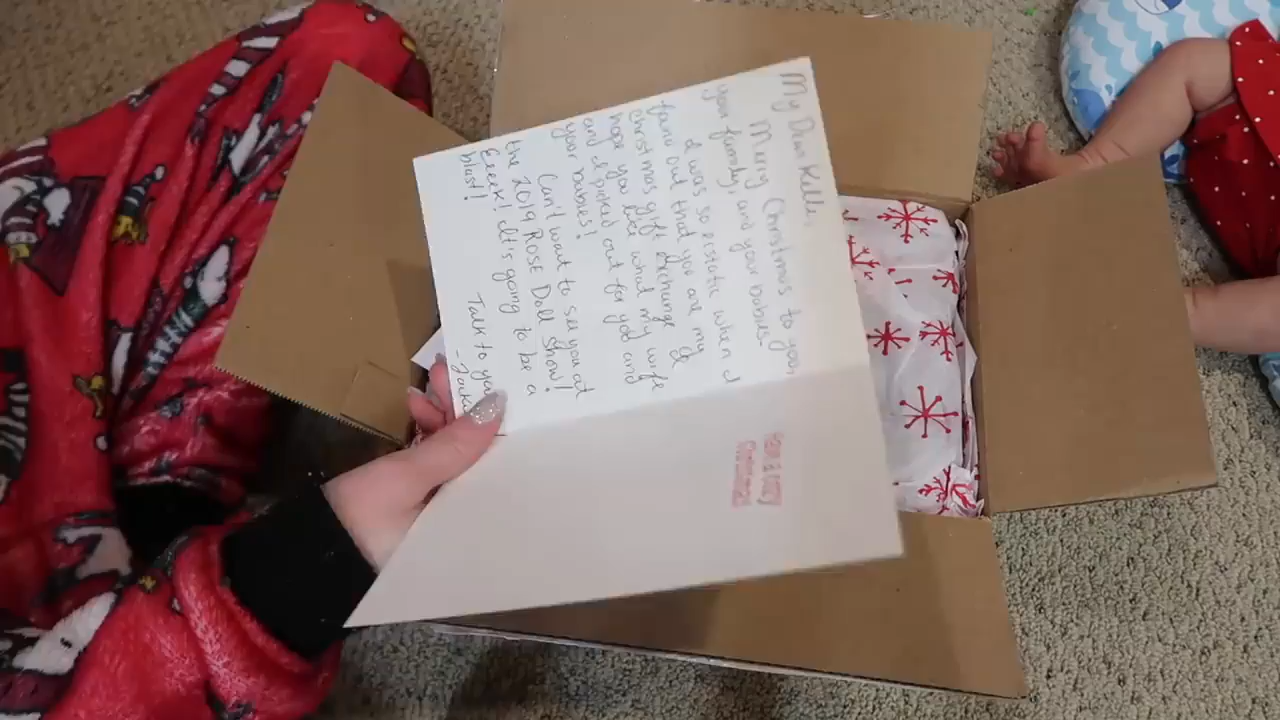 My Dear Kelli,
Merry Christmas to you,
your family, and your babies.
I was so ecstatic when I
found out that you are my
Christmas gift exchange & I
hope you like what my wife
and I picked out for you and
your babies!
Can't want to see you at
the 2019 Rose Doll Show!
Eeeek! It's going to be a
blast!
Talk to you
Christmas